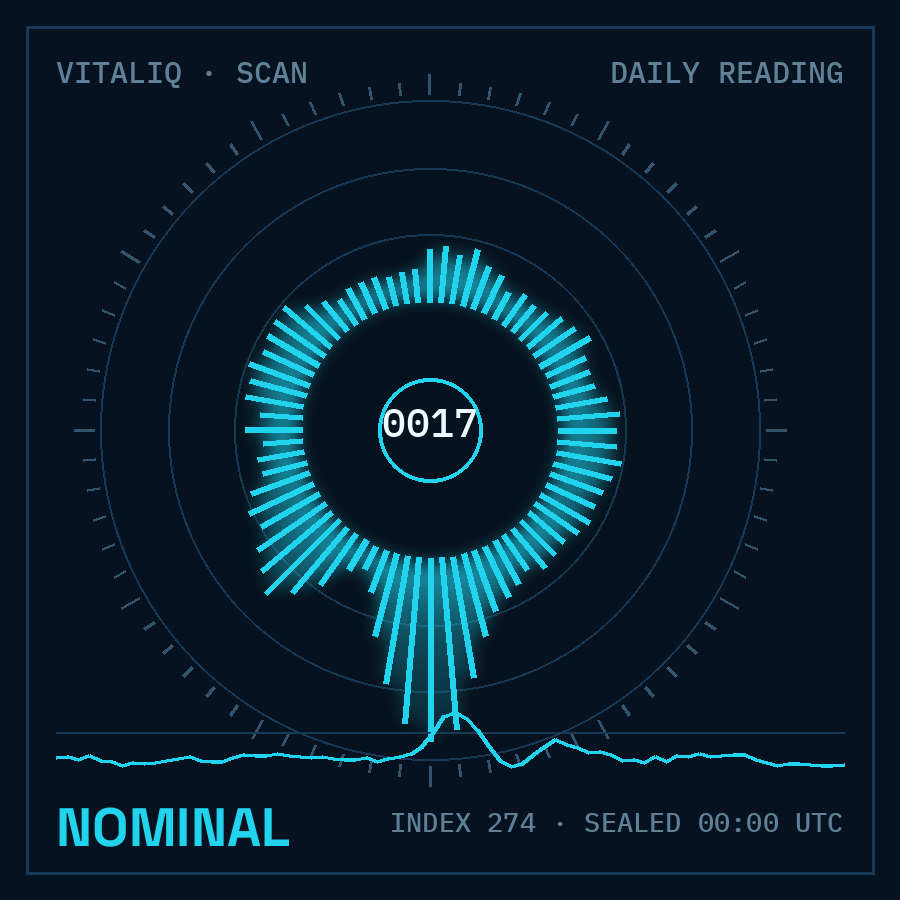 VITALIQ · SCAN
DAILY READING
0017
NOMINAL
INDEX 274 · SEALED 00:00 UTC